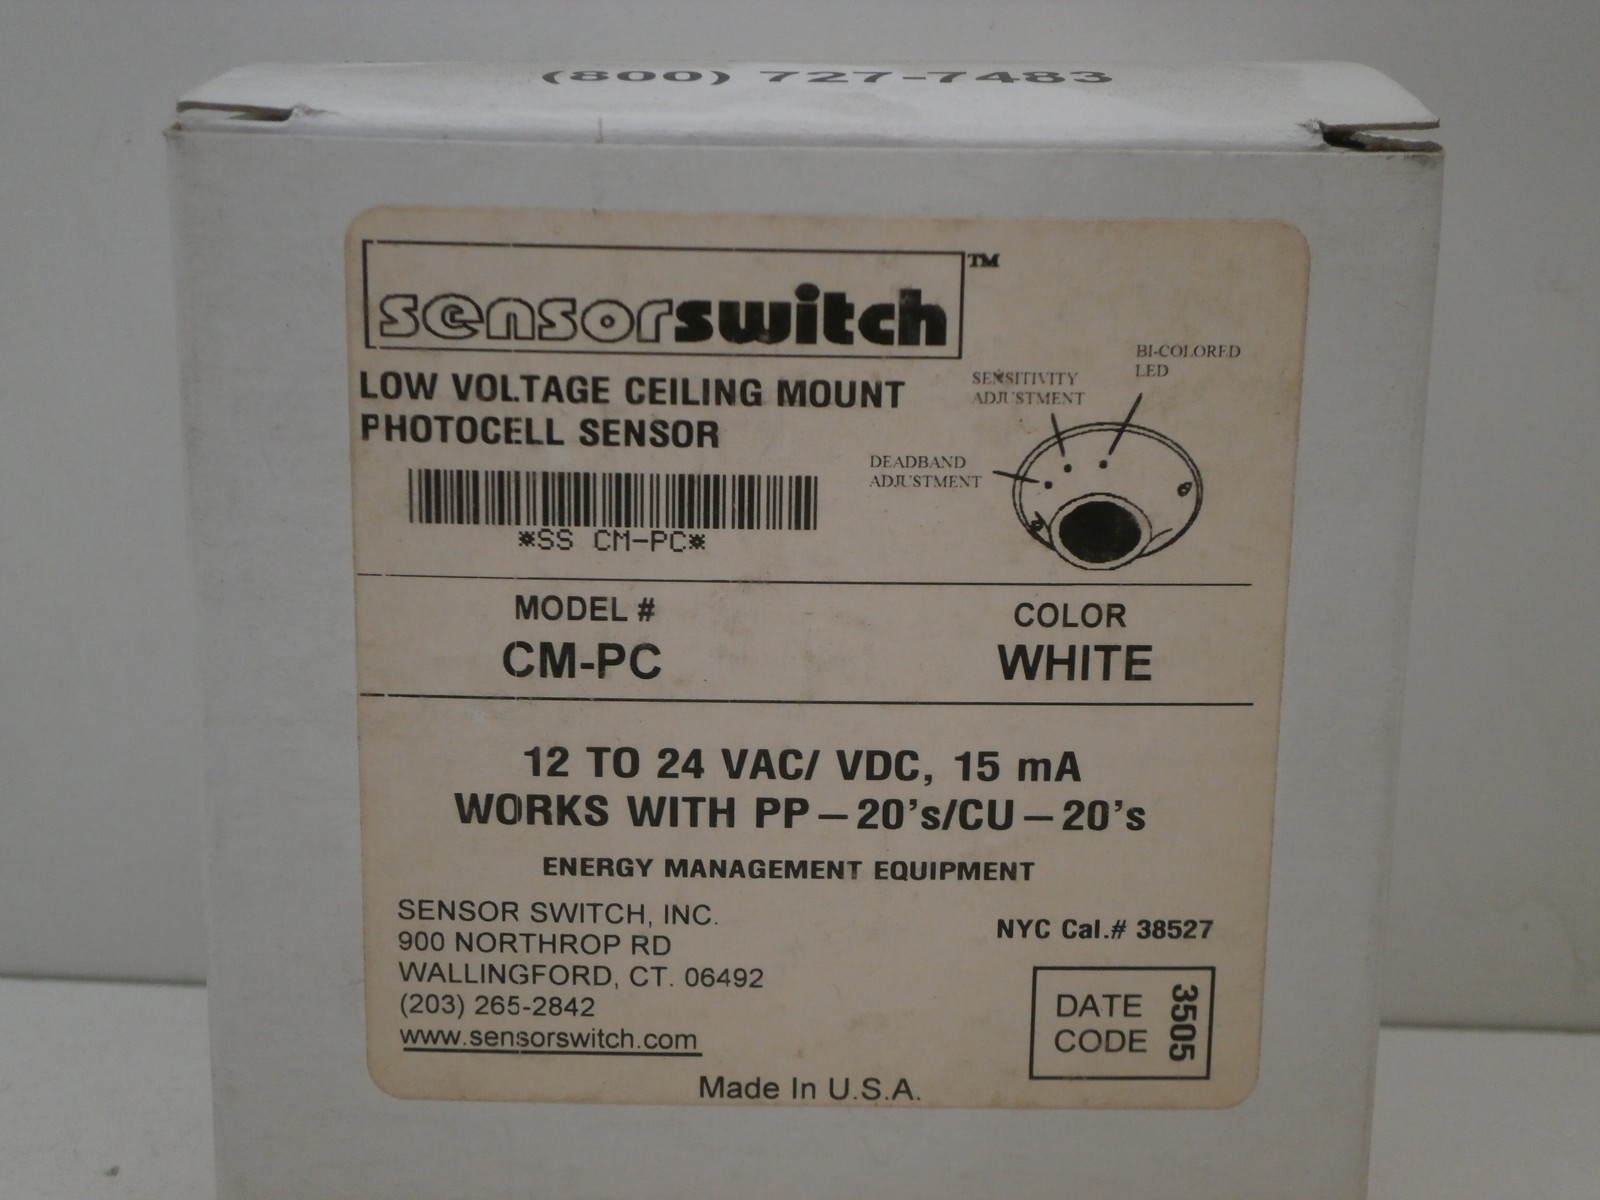 (800) 727-7483
sensorswitch™
LOW VOLTAGE CEILING MOUNT
PHOTOCELL SENSOR
*SS CM-PC*
BI-COLORED
LED
SENSITIVITY
ADJUSTMENT
DEADBAND
ADJUSTMENT
MODEL #
CM-PC
COLOR
WHITE
12 TO 24 VAC/ VDC, 15 mA
WORKS WITH PP-20's/CU-20's
ENERGY MANAGEMENT EQUIPMENT
SENSOR SWITCH, INC.
900 NORTHROP RD
WALLINGFORD, CT. 06492
(203) 265-2842
www.sensorswitch.com
NYC Cal.# 38527
DATE
CODE
3505
Made In U.S.A.